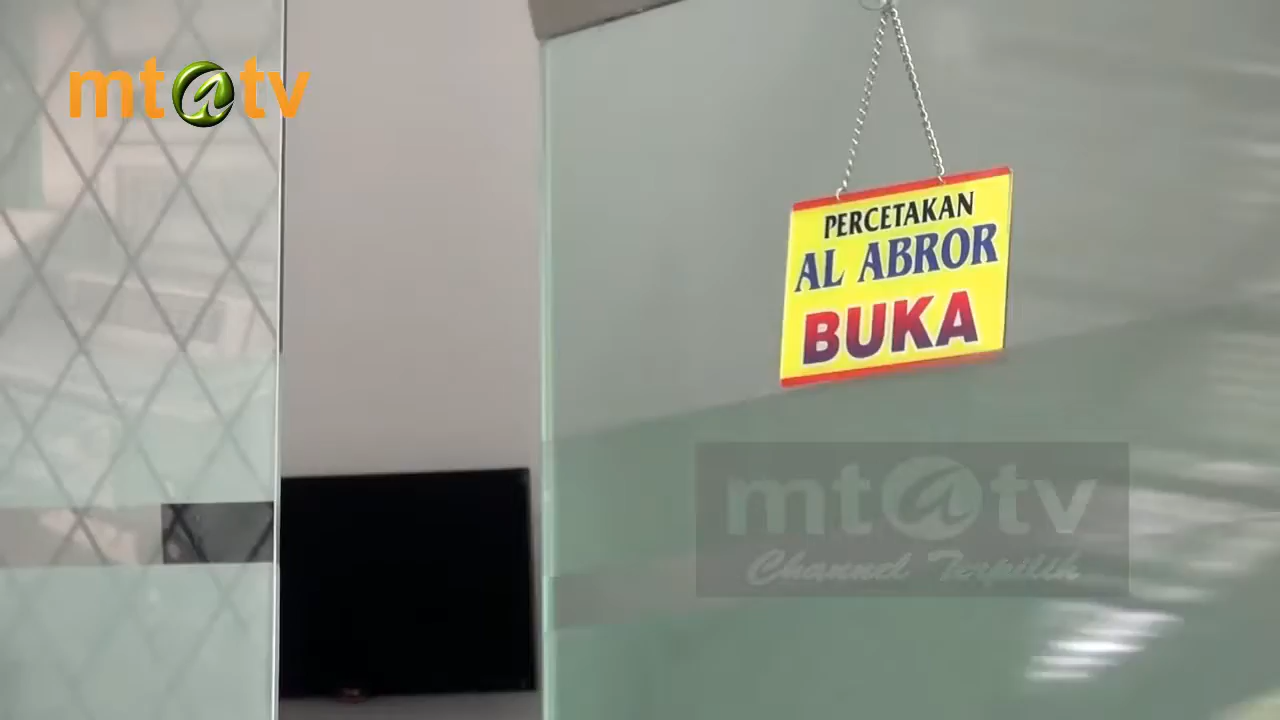 mt@tv
PERCETAKAN
AL ABROR
BUKA
mt@tv
Channel Terpilih